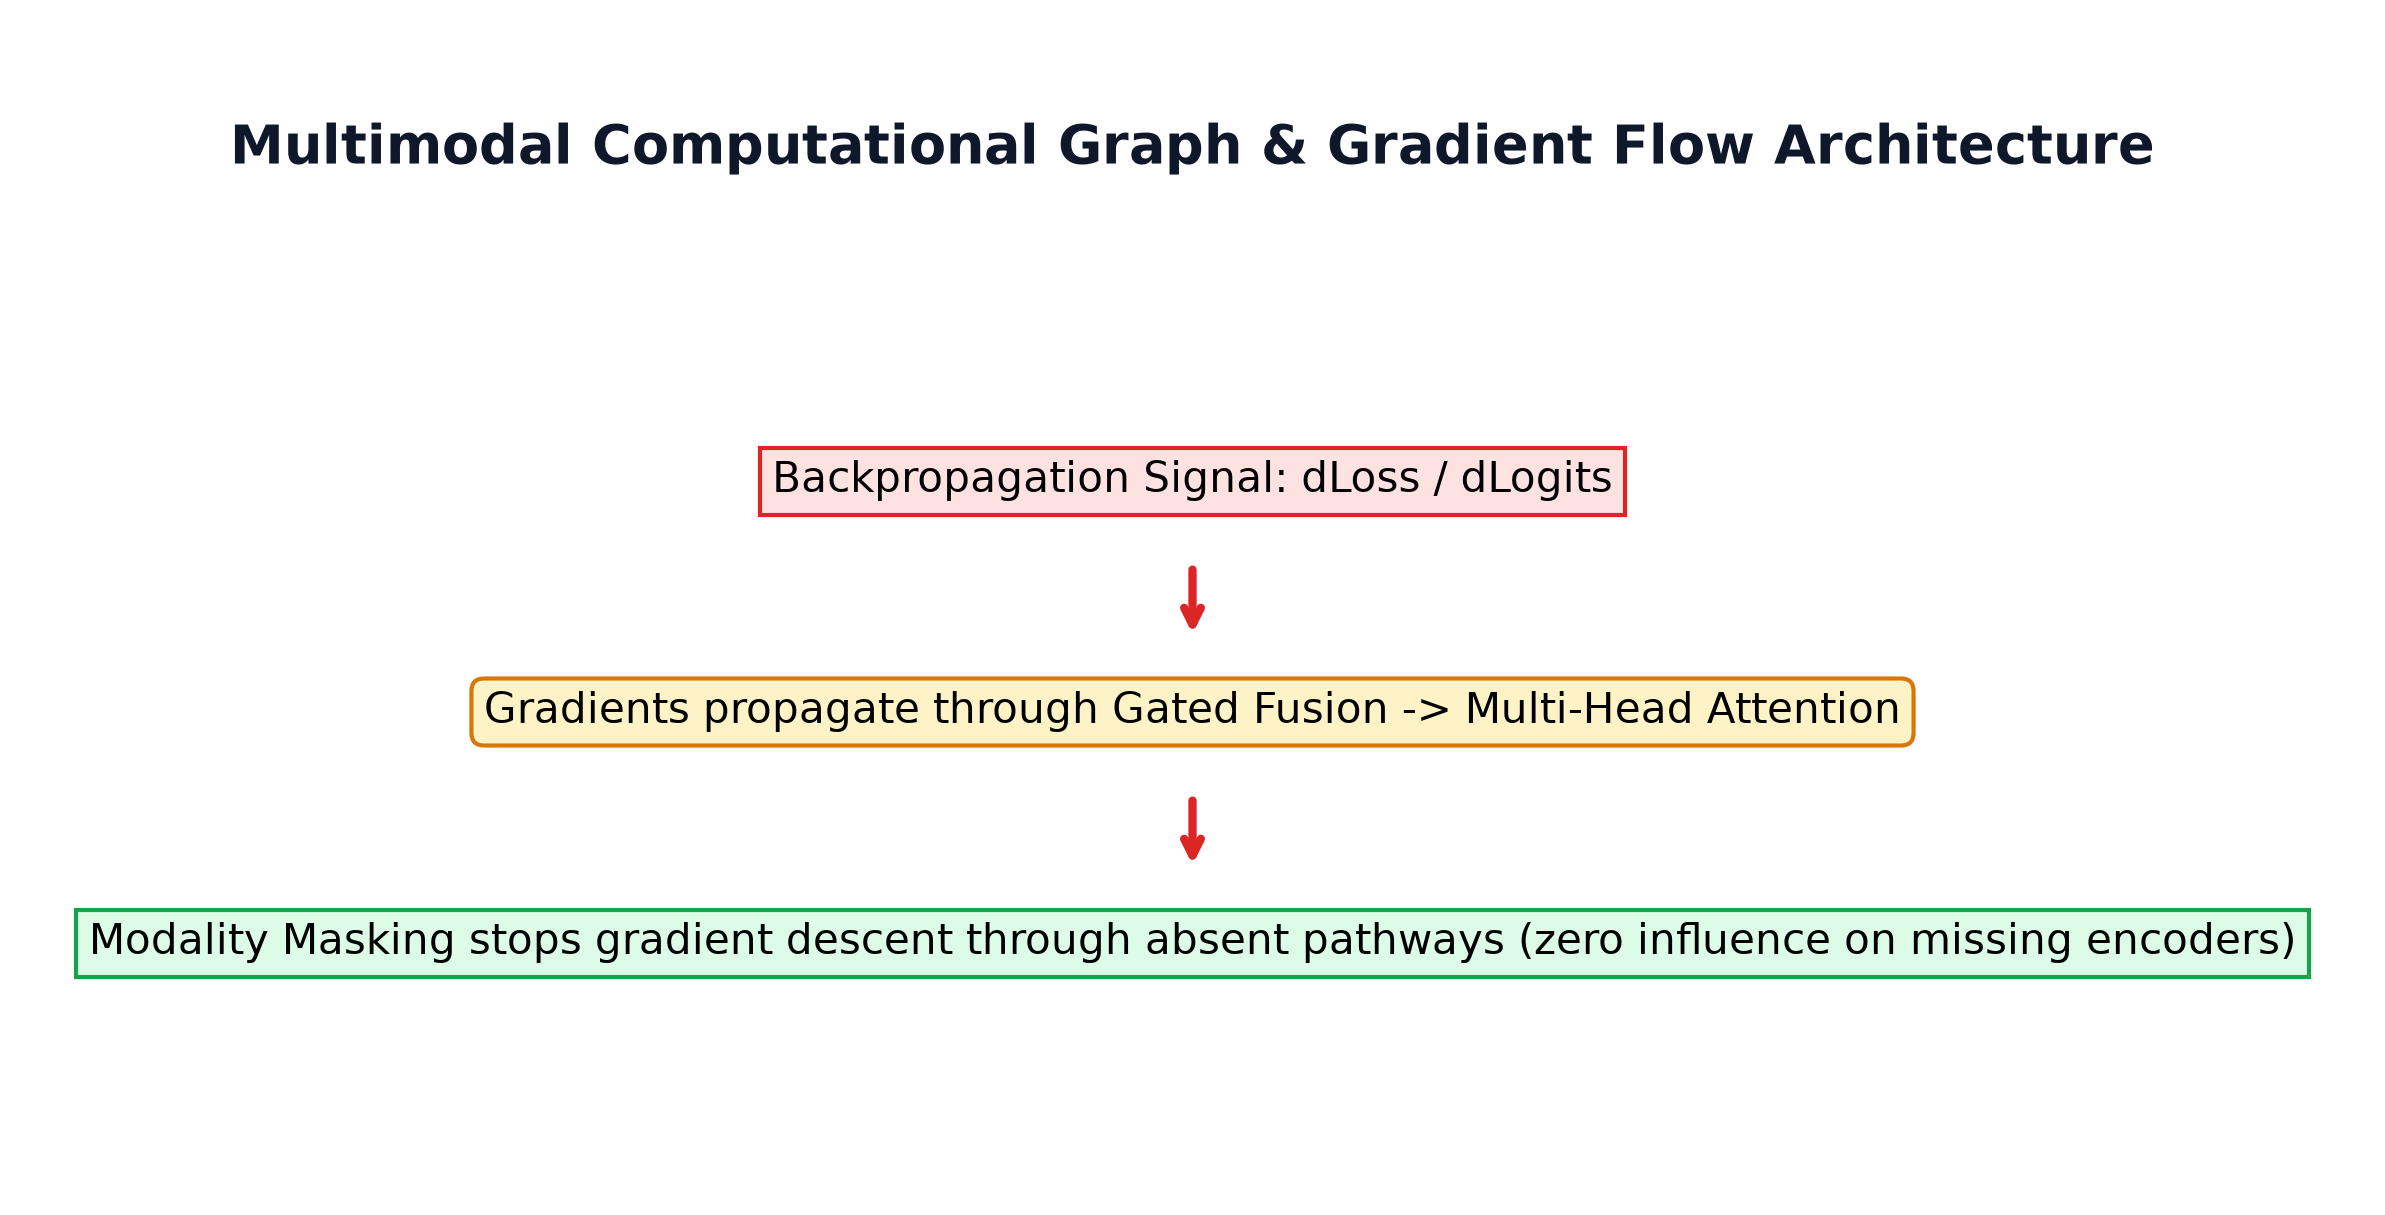 Multimodal Computational Graph & Gradient Flow Architecture
Backpropagation Signal: dLoss / dLogits
Gradients propagate through Gated Fusion -> Multi-Head Attention
Modality Masking stops gradient descent through absent pathways (zero influence on missing encoders)